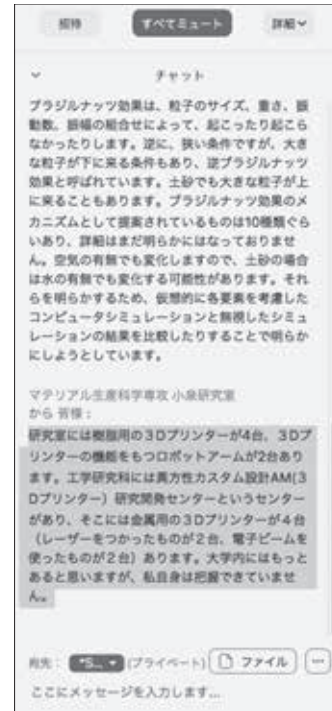 招待 すべてミュート 詳細
チャット
ブラジルナッツ効果は、粒子のサイズ、重さ、振
動数、振幅の組合せによって、起こったり起こら
なかったりします。逆に、狭い条件ですが、大き
な粒子が下に来る条件もあり、逆ブラジルナッツ
効果と呼ばれています。土砂でも大きな粒子が上
に来ることもあります。ブラジルナッツ効果のメ
カニズムとして提案されているものは10種類ぐら
いあり、詳細はまだ明らかにはなっておりませ
ん。空気の有無でも変化しますので、土砂の場合
は水の有無でも変化する可能性があります。それ
らを明らかするため、仮想的に各要素を考慮した
コンピュータシミュレーションと無視したシミュ
レーションの結果を比較したりすることで明らか
にしようとしています。
マテリアル生産科学専攻 小泉研究室
から 皆様：
研究室には樹脂用の３Dプリンターが4台、３Dプ
リンターの機能をもつロボットアームが2台あり
ます。工学研究科には異方性カスタム設計AM(3
Dプリンター）研究開発センターというセンター
があり、そこには金属用の３Dプリンターが４台
（レーザーをつかったものが２台、電子ビームを
使ったものが２台）あります。大学内にはもっと
あると思いますが、私自身は把握できていませ
ん。
宛先： *S... (プライベート) ファイル ...
ここにメッセージを入力します...